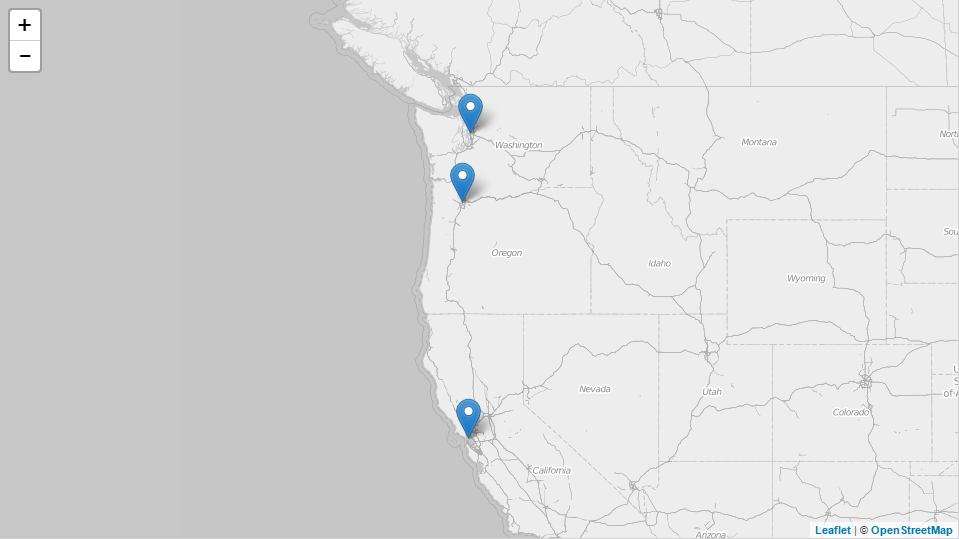 +
−
Washington
Montana
Nort
Oregon
Idaho
Sou
Wyoming
Nevada
Utah
Colorado
U
S
of A
California
Arizona
Leaflet | © OpenStreetMap